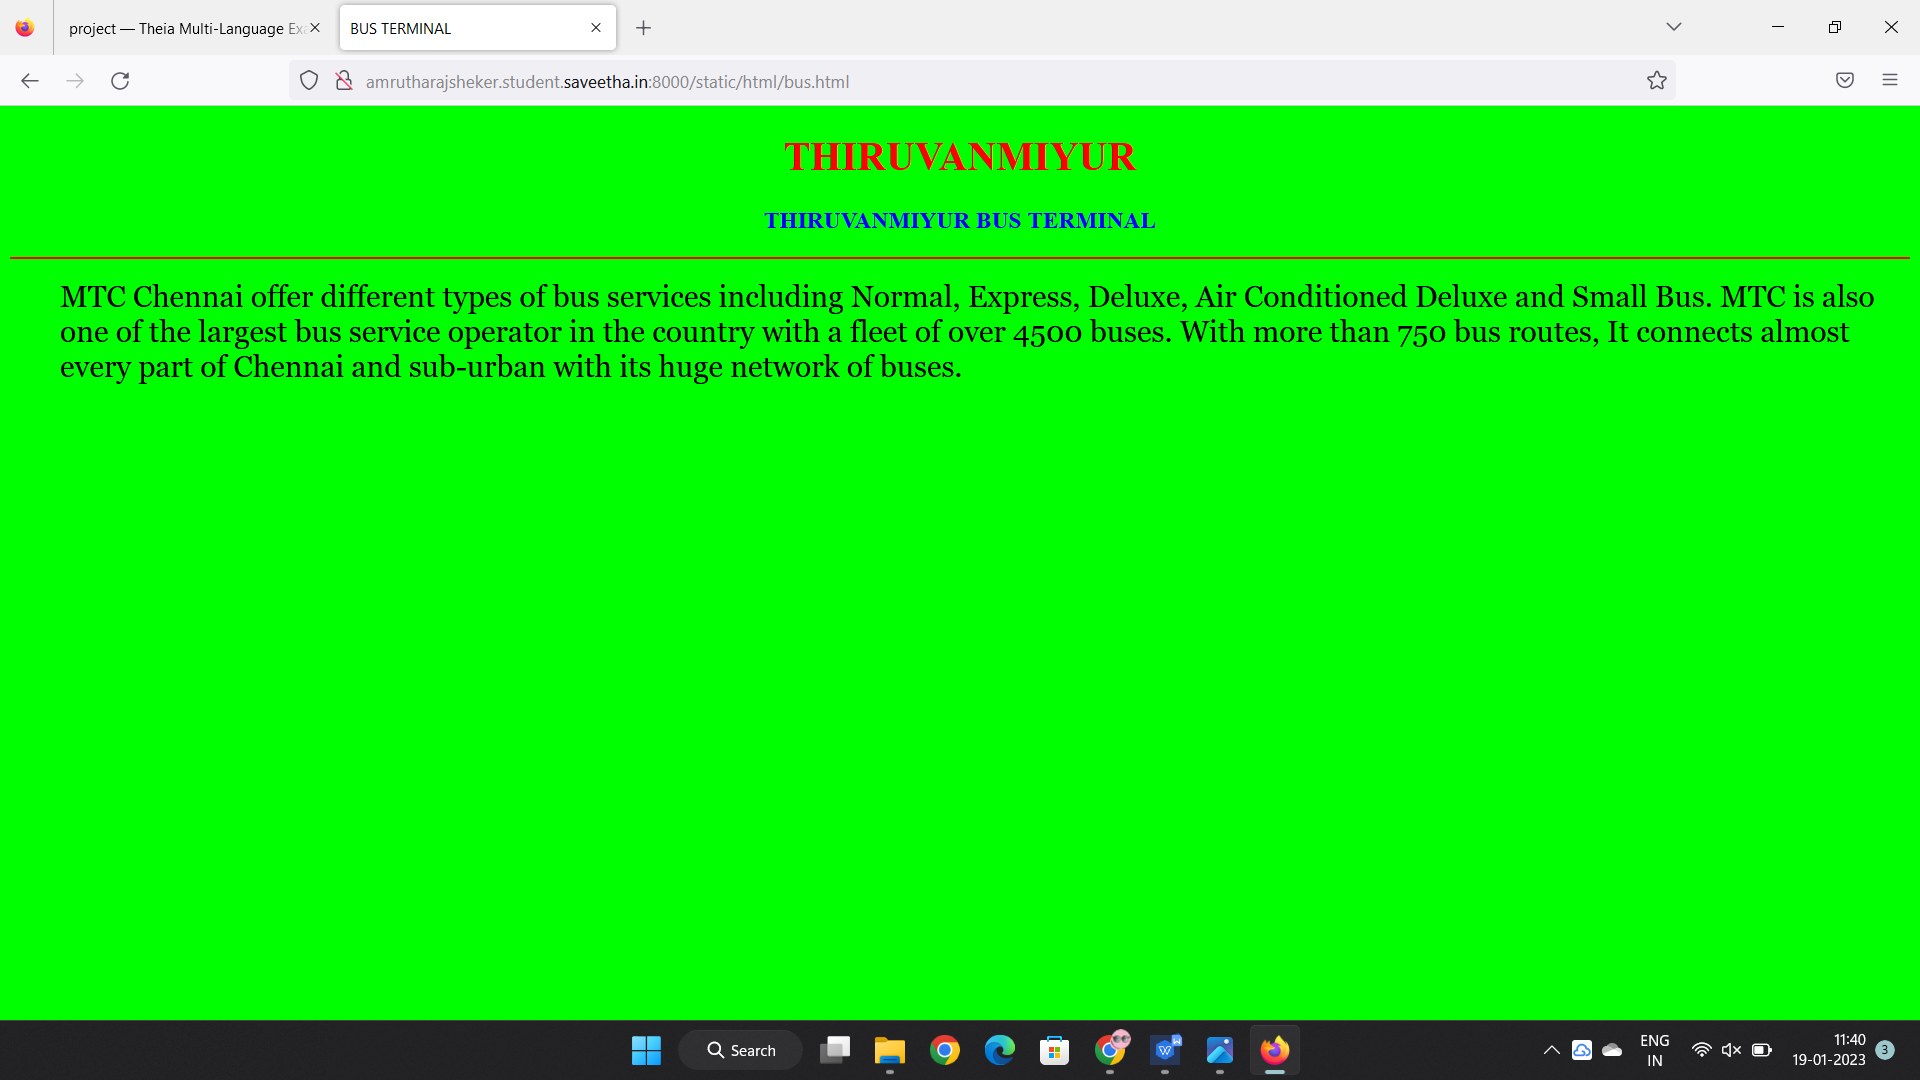 project — Theia Multi-Language Exa
BUS TERMINAL
amrutharajsheker.student.saveetha.in:8000/static/html/bus.html
THIRUVANMIYUR
THIRUVANMIYUR BUS TERMINAL
MTC Chennai offer different types of bus services including Normal, Express, Deluxe, Air Conditioned Deluxe and Small Bus. MTC is also
one of the largest bus service operator in the country with a fleet of over 4500 buses. With more than 750 bus routes, It connects almost
every part of Chennai and sub-urban with its huge network of buses.
Search
ENG
IN
11:40
19-01-2023
3